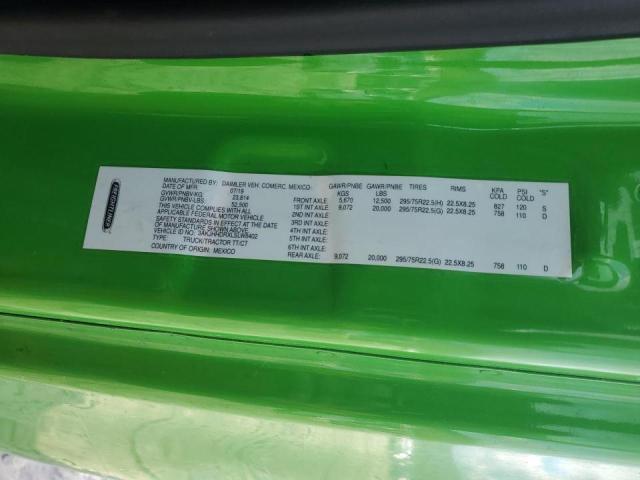 FREIGHTLINER
MANUFACTURED BY: DAIMLER VEH. COMERC. MEXICO
DATE OF MFR: 07/19
GVWR/PNBV-KG: 23,814
GVWR/PNBV-LBS: 52,500
THIS VEHICLE COMPLIES WITH ALL
APPLICABLE FEDERAL MOTOR VEHICLE
SAFETY STANDARDS IN EFFECT AT THE DATE
OF MANUFACTURE SHOWN ABOVE
VEHICLE ID NO.:
TYPE: TRUCK/TRACTOR TT/CT
COUNTRY OF ORIGIN: MEXICO
GAWR/PNBE GAWR/PNBE TIRES RIMS KPA PSI "S"
KGS LBS COLD COLD
FRONT AXLE: 5,670 12,500 295/75R22.5(H) 22.5X8.25 827 120 S
1ST INT AXLE: 9,072 20,000 295/75R22.5(G) 22.5X8.25 758 110 D
2ND INT AXLE:
3RD INT AXLE:
4TH INT AXLE:
5TH INT AXLE:
6TH INT AXLE:
REAR AXLE: 9,072 20,000 295/75R22.5(G) 22.5X8.25 758 110 D